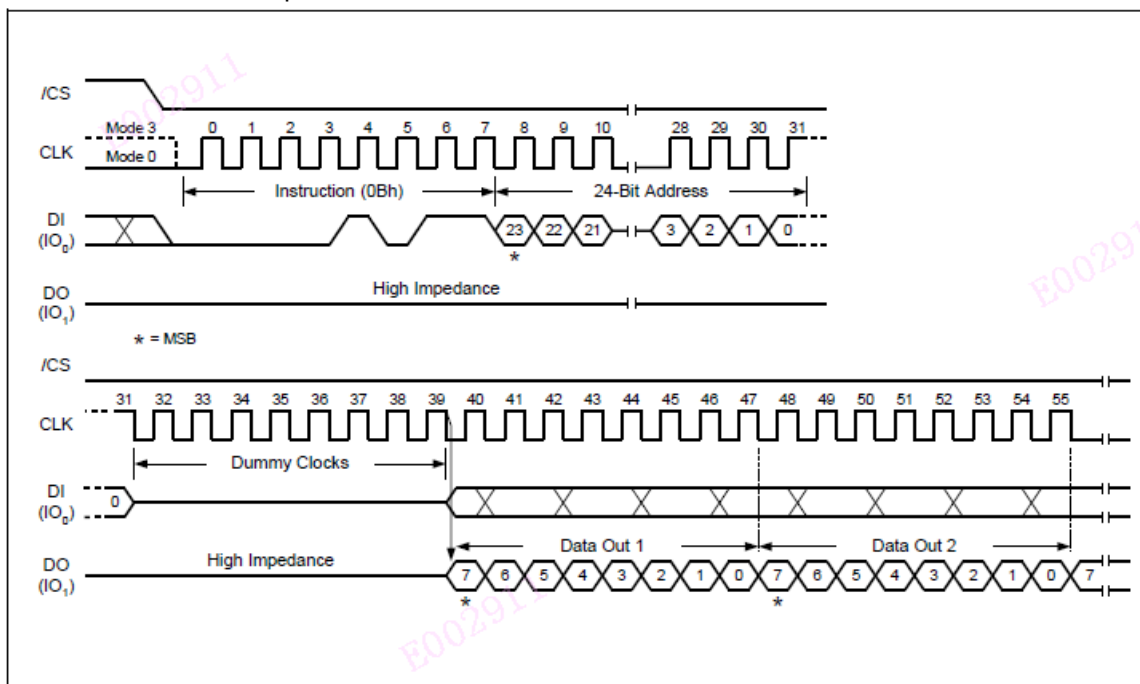 /CS
Mode 3 0 1 2 3 4 5 6 7 8 9 10 28 29 30 31
CLK Mode 0
Instruction (0Bh) 24-Bit Address
DI
(IO0) 23 22 21 3 2 1 0
*
High Impedance
DO
(IO1)
* = MSB
/CS
31 32 33 34 35 36 37 38 39 40 41 42 43 44 45 46 47 48 49 50 51 52 53 54 55
CLK
Dummy Clocks
DI
(IO0) 0
Data Out 1 Data Out 2
High Impedance
DO
(IO1) 7 6 5 4 3 2 1 0 7 6 5 4 3 2 1 0 7
* *
E002911
E002911
E002911